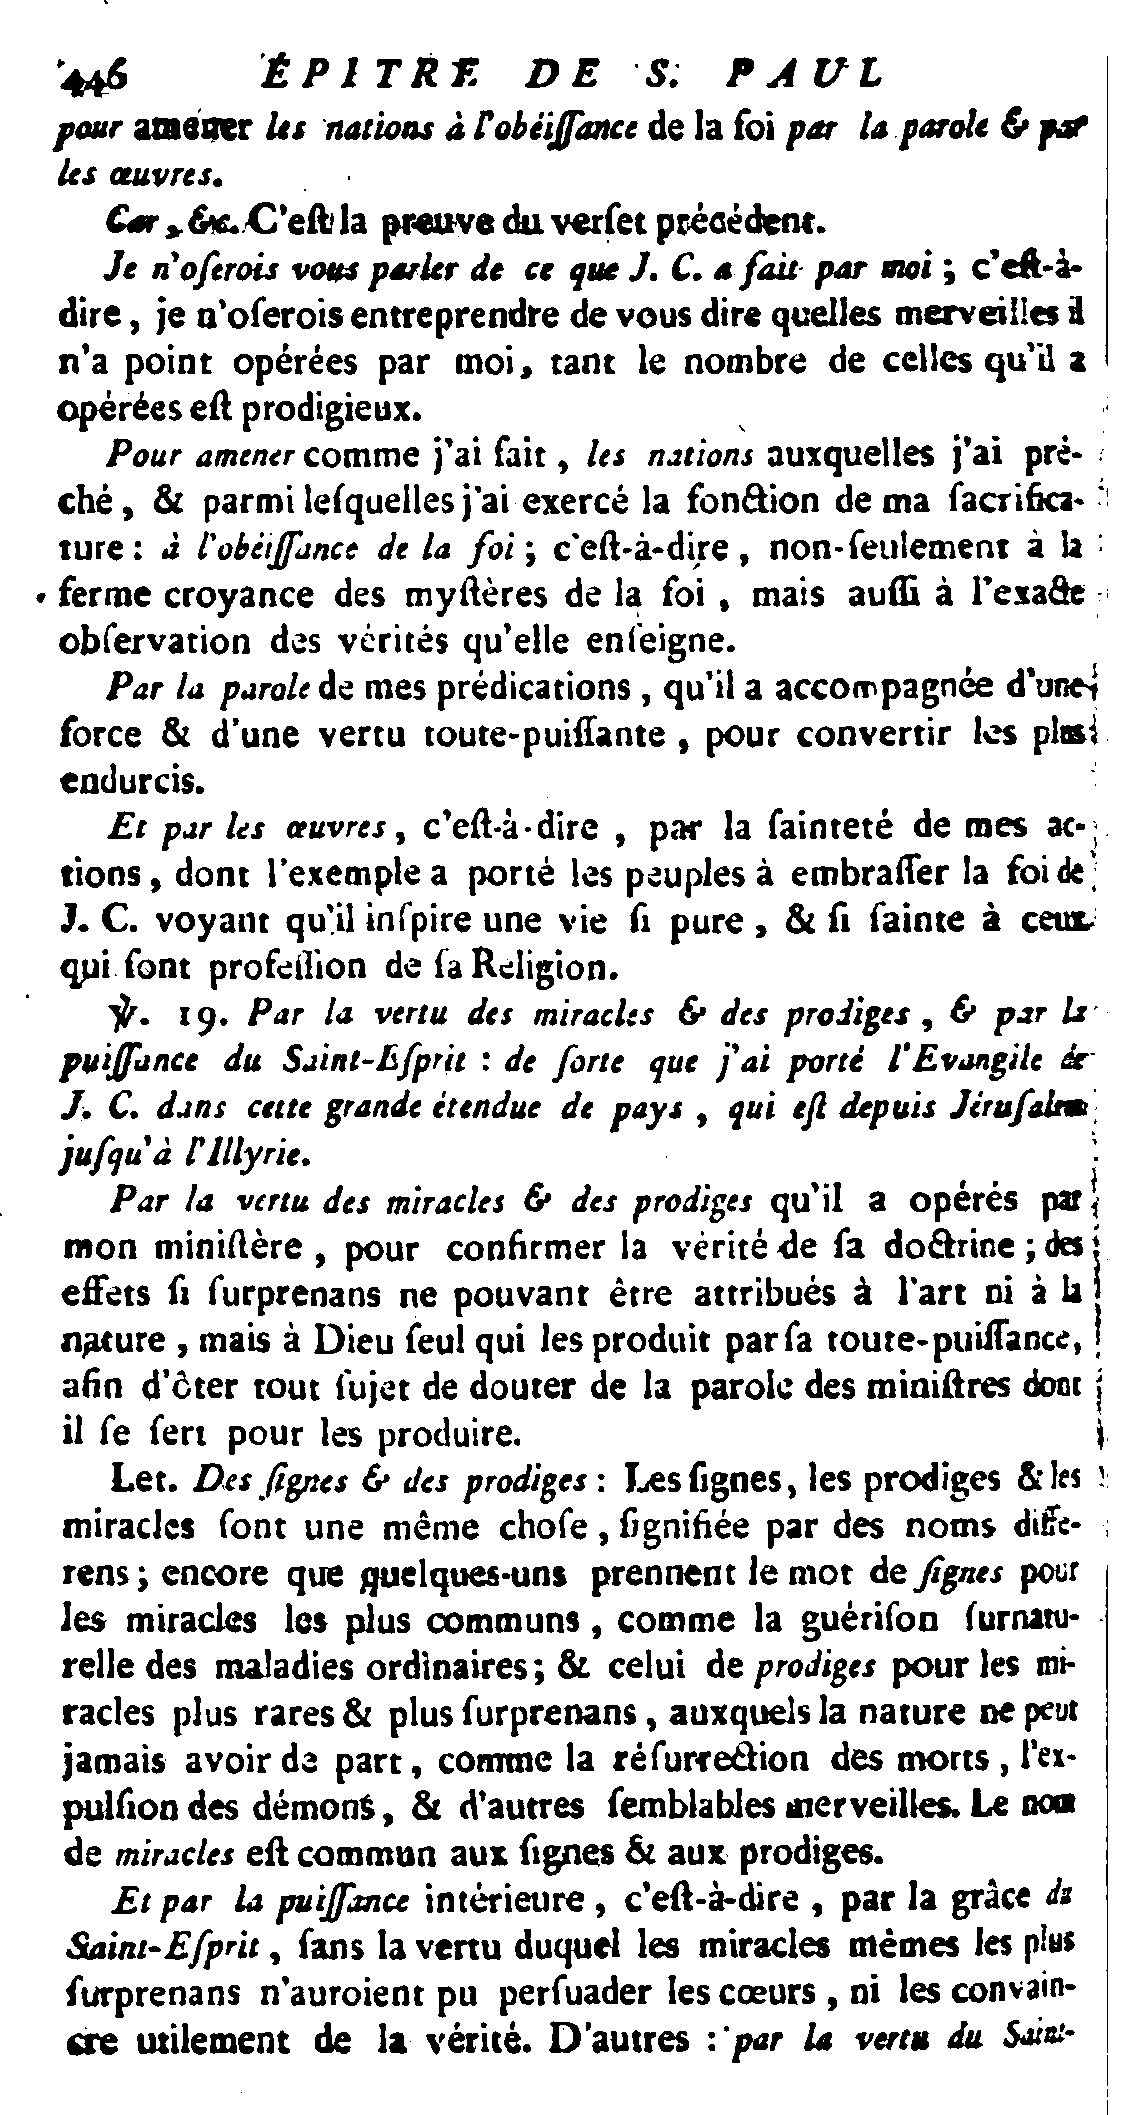 446 ÉPITRE DE S. PAUL
pour amener les nations à l'obéiſſance de la foi par la parole & par
les œuvres.
Car, &c. C'eſt la preuve du verſet précédent.
Je n'oſerois vous parler de ce que J. C. a fait par moi ; c'eſt-à-
dire, je n'oſerois entreprendre de vous dire quelles merveilles il
n'a point opérées par moi, tant le nombre de celles qu'il a
opérées eſt prodigieux.
Pour amener comme j'ai fait, les nations auxquelles j'ai prê-
ché, & parmi leſquelles j'ai exercé la fonction de ma ſacrifica-
ture : à l'obéiſſance de la foi ; c'eſt-à-dire, non-ſeulement à la
ferme croyance des myſtères de la foi, mais auſſi à l'exacte
obſervation des vérités qu'elle enſeigne.
Par la parole de mes prédications, qu'il a accompagnée d'une
force & d'une vertu toute-puiſſante, pour convertir les plus
endurcis.
Et par les œuvres, c'eſt-à-dire, par la ſainteté de mes ac-
tions, dont l'exemple a porté les peuples à embraſſer la foi de
J. C. voyant qu'il inſpire une vie ſi pure, & ſi ſainte à ceux
qui ſont profeſſion de ſa Religion.
℣. 19. Par la vertu des miracles & des prodiges, & par la
puiſſance du Saint-Eſprit : de ſorte que j'ai porté l'Evangile de
J. C. dans cette grande étendue de pays, qui eſt depuis Jéruſalem
juſqu'à l'Illyrie.
Par la vertu des miracles & des prodiges qu'il a opérés par
mon miniſtère, pour confirmer la vérité de ſa doctrine ; des
effets ſi ſurprenans ne pouvant être attribués à l'art ni à la
nature, mais à Dieu ſeul qui les produit par ſa toute-puiſſance,
afin d'ôter tout ſujet de douter de la parole des miniſtres dont
il ſe ſert pour les produire.
Let. Des ſignes & des prodiges : Les ſignes, les prodiges & les
miracles ſont une même choſe, ſignifiée par des noms diffé-
rens ; encore que quelques-uns prennent le mot de ſignes pour
les miracles les plus communs, comme la guériſon ſurnatu-
relle des maladies ordinaires ; & celui de prodiges pour les mi-
racles plus rares & plus ſurprenans, auxquels la nature ne peut
jamais avoir de part, comme la réſurrection des morts, l'ex-
pulſion des démons, & d'autres ſemblables merveilles. Le nom
de miracles eſt commun aux ſignes & aux prodiges.
Et par la puiſſance intérieure, c'eſt-à-dire, par la grâce du
Saint-Eſprit, ſans la vertu duquel les miracles mêmes les plus
ſurprenans n'auroient pu perſuader les cœurs, ni les convain-
cre utilement de la vérité. D'autres : par la vertu du Saint-